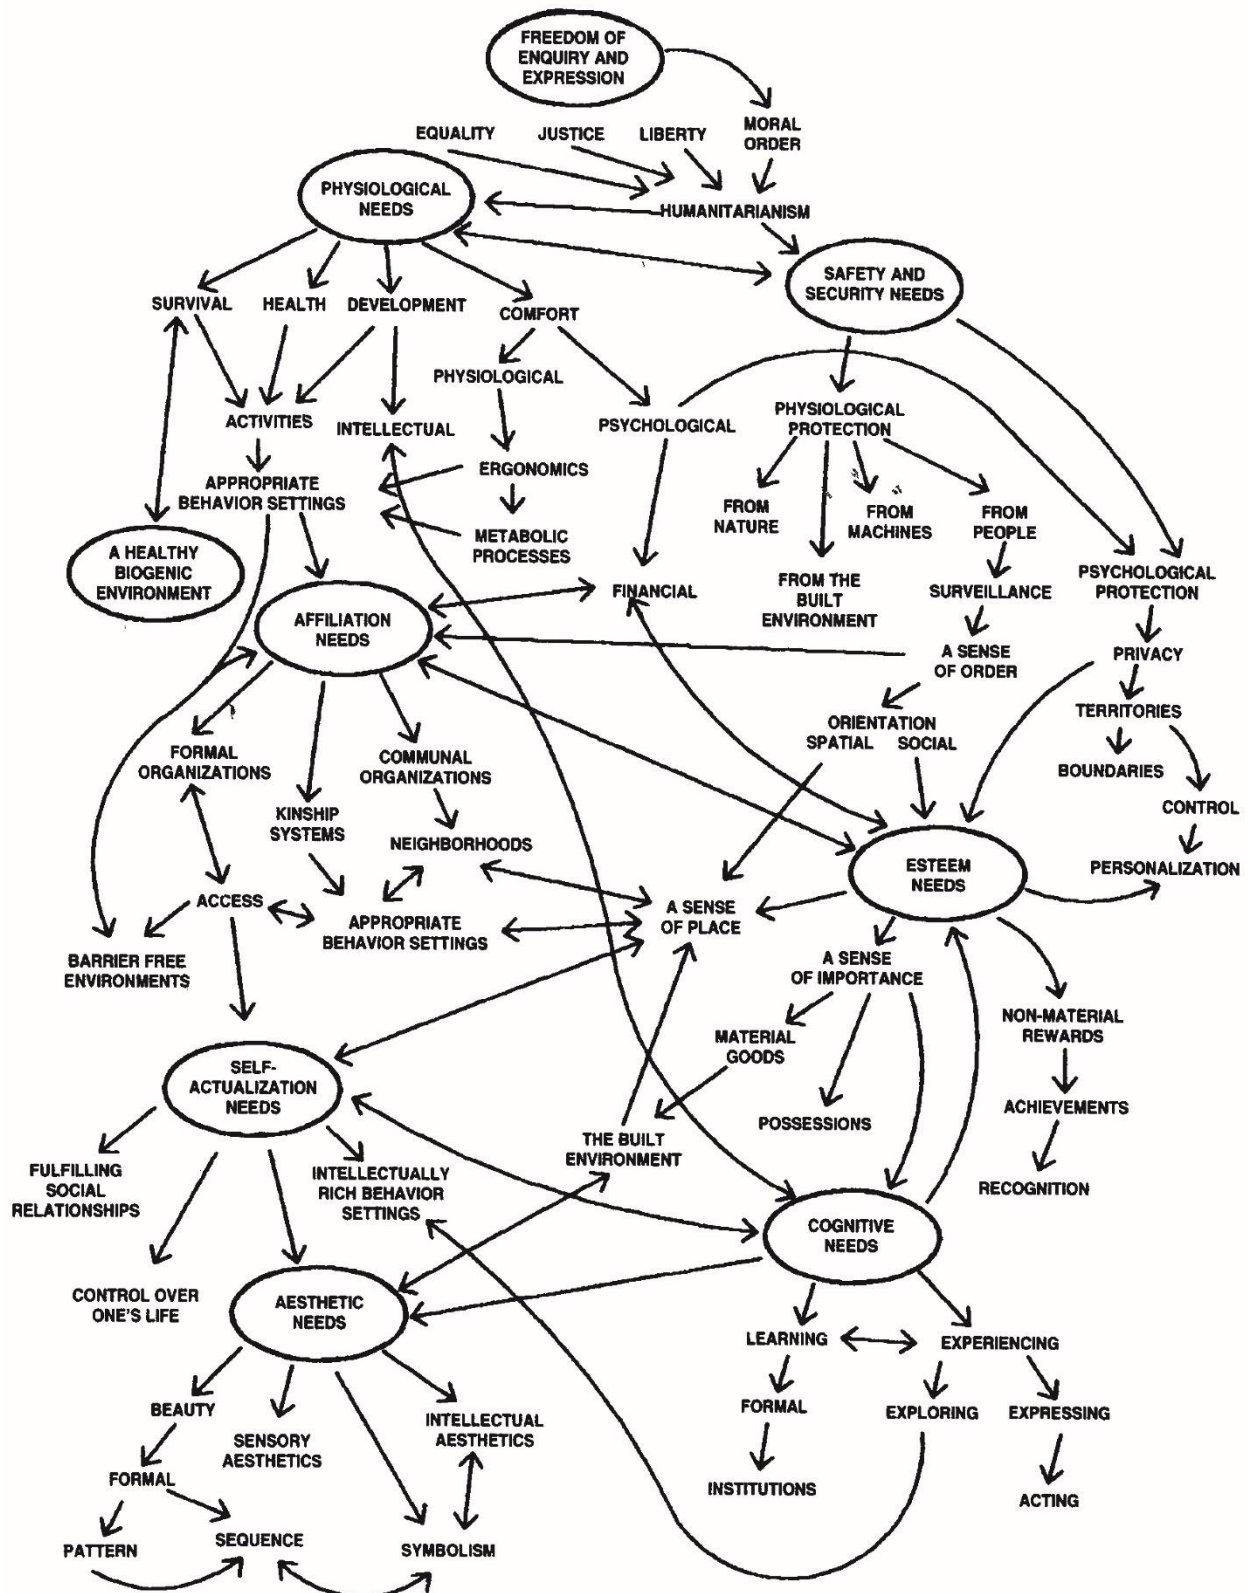 FREEDOM OF
ENQUIRY AND
EXPRESSION
EQUALITY
JUSTICE
LIBERTY
MORAL
ORDER
PHYSIOLOGICAL
NEEDS
HUMANITARIANISM
SAFETY AND
SECURITY NEEDS
SURVIVAL
HEALTH
DEVELOPMENT
COMFORT
PHYSIOLOGICAL
ACTIVITIES
INTELLECTUAL
PSYCHOLOGICAL
PHYSIOLOGICAL
PROTECTION
ERGONOMICS
APPROPRIATE
BEHAVIOR SETTINGS
METABOLIC
PROCESSES
FROM
NATURE
FROM
MACHINES
FROM
PEOPLE
A HEALTHY
BIOGENIC
ENVIRONMENT
FINANCIAL
FROM THE
BUILT
ENVIRONMENT
SURVEILLANCE
PSYCHOLOGICAL
PROTECTION
AFFILIATION
NEEDS
A SENSE
OF ORDER
PRIVACY
ORIENTATION
SPATIAL SOCIAL
TERRITORIES
BOUNDARIES
CONTROL
PERSONALIZATION
FORMAL
ORGANIZATIONS
COMMUNAL
ORGANIZATIONS
KINSHIP
SYSTEMS
NEIGHBORHOODS
ESTEEM
NEEDS
ACCESS
APPROPRIATE
BEHAVIOR SETTINGS
A SENSE
OF PLACE
BARRIER FREE
ENVIRONMENTS
A SENSE
OF IMPORTANCE
NON-MATERIAL
REWARDS
MATERIAL
GOODS
SELF-
ACTUALIZATION
NEEDS
POSSESSIONS
ACHIEVEMENTS
THE BUILT
ENVIRONMENT
RECOGNITION
FULFILLING
SOCIAL
RELATIONSHIPS
INTELLECTUALLY
RICH BEHAVIOR
SETTINGS
COGNITIVE
NEEDS
CONTROL OVER
ONE'S LIFE
AESTHETIC
NEEDS
LEARNING
EXPERIENCING
BEAUTY
SENSORY
AESTHETICS
INTELLECTUAL
AESTHETICS
FORMAL
EXPLORING
EXPRESSING
FORMAL
INSTITUTIONS
ACTING
PATTERN
SEQUENCE
SYMBOLISM